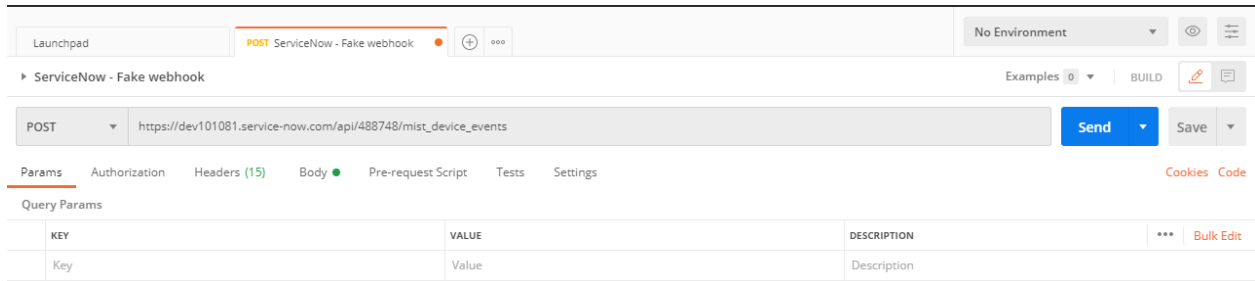 Launchpad POST ServiceNow - Fake webhook ooo No Environment
ServiceNow - Fake webhook Examples 0 BUILD
POST https://dev101081.service-now.com/api/488748/mist_device_events Send Save
Params Authorization Headers (15) Body Pre-request Script Tests Settings Cookies Code
Query Params
KEY VALUE DESCRIPTION ••• Bulk Edit
Key Value Description